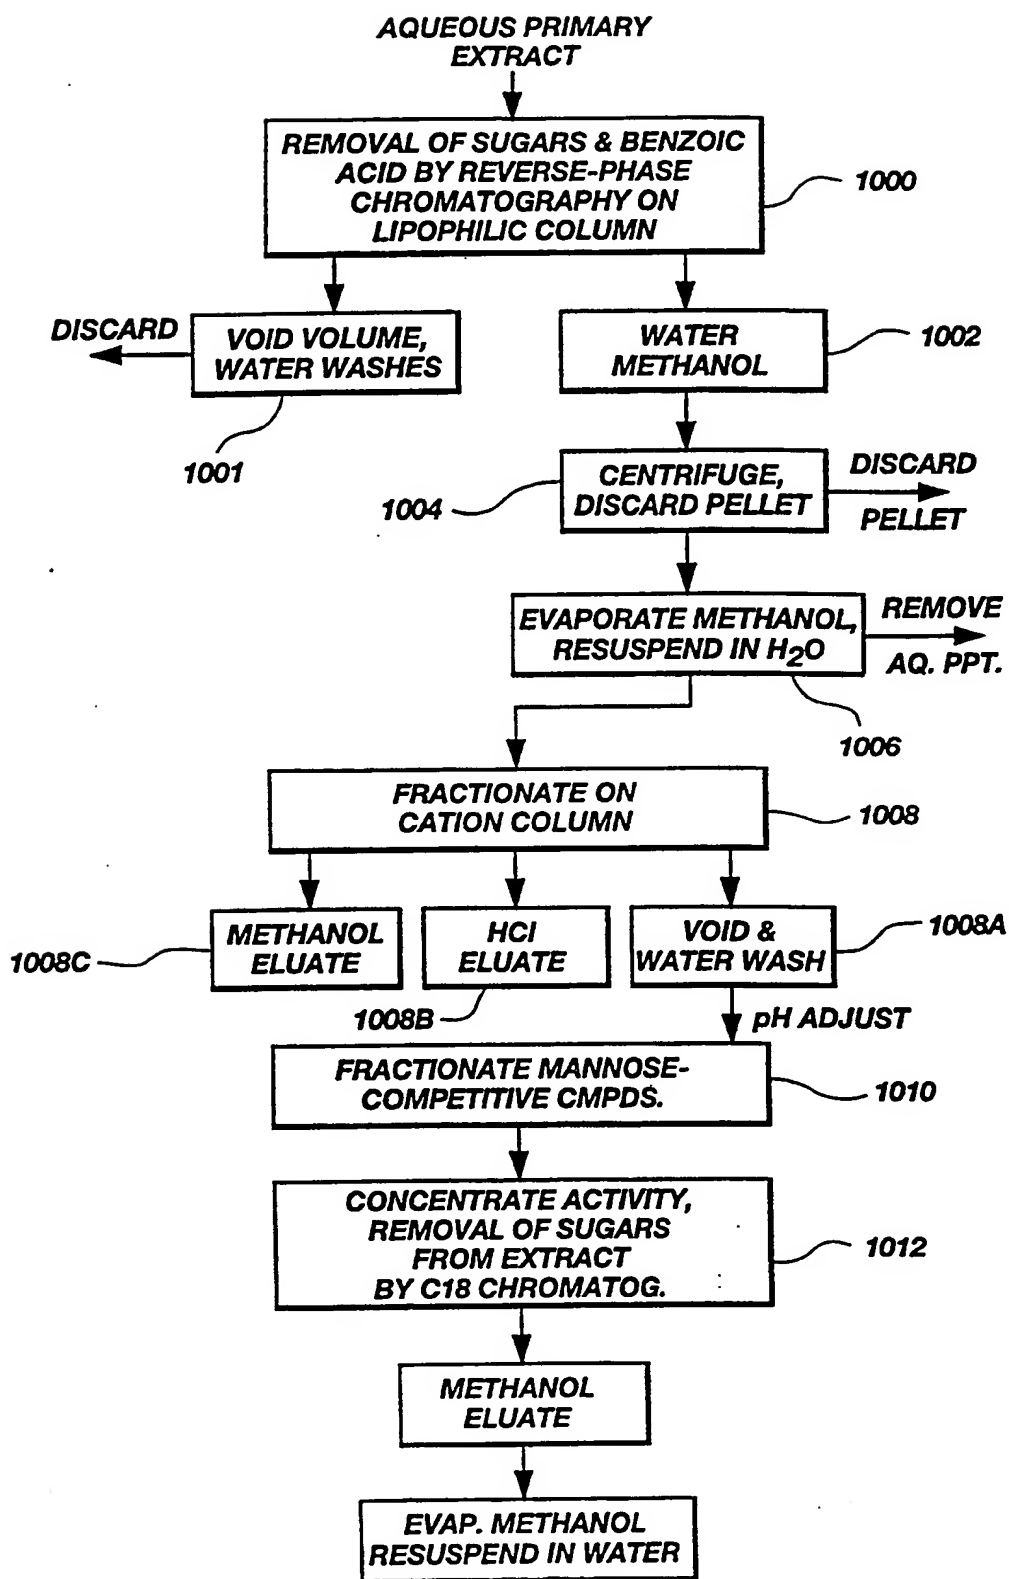 AQUEOUS PRIMARY
EXTRACT
REMOVAL OF SUGARS & BENZOIC
ACID BY REVERSE-PHASE
CHROMATOGRAPHY ON
LIPOPHILIC COLUMN
1000
DISCARD
VOID VOLUME,
WATER WASHES
1001
WATER
METHANOL
1002
1004
CENTRIFUGE,
DISCARD PELLET
DISCARD
PELLET
EVAPORATE METHANOL,
RESUSPEND IN H2O
REMOVE
AQ. PPT.
1006
FRACTIONATE ON
CATION COLUMN
1008
1008C
METHANOL
ELUATE
HCl
ELUATE
1008B
VOID &
WATER WASH
1008A
pH ADJUST
FRACTIONATE MANNOSE-
COMPETITIVE CMPDS.
1010
CONCENTRATE ACTIVITY,
REMOVAL OF SUGARS
FROM EXTRACT
BY C18 CHROMATOG.
1012
METHANOL
ELUATE
EVAP. METHANOL
RESUSPEND IN WATER